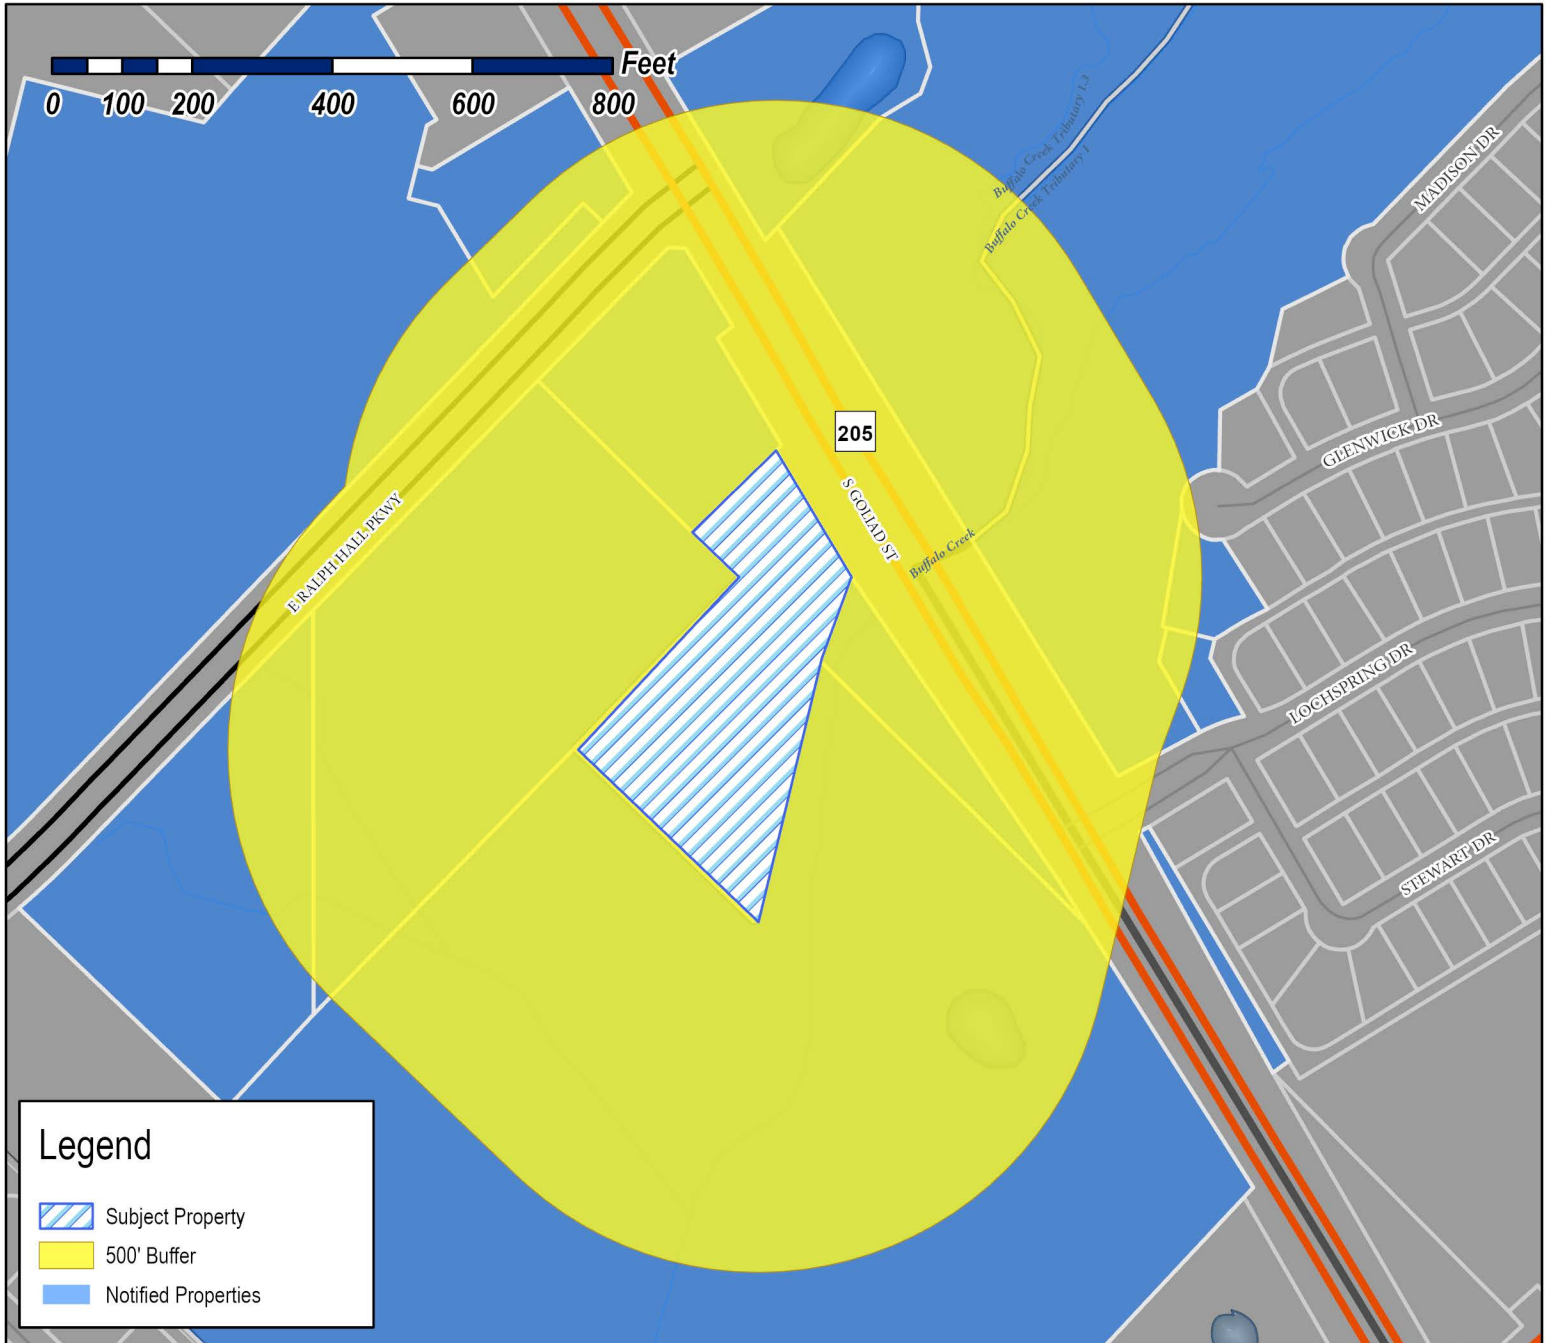 Feet
0 100 200 400 600 800
Buffalo Creek Tributary 1.3
Buffalo Creek Tributary 1
MADISON DR
205
GLENWICK DR
S GOLIAD ST
E RALPH HALL PKWY
Buffalo Creek
LOCHSPRING DR
STEWART DR
Legend
Subject Property
500' Buffer
Notified Properties